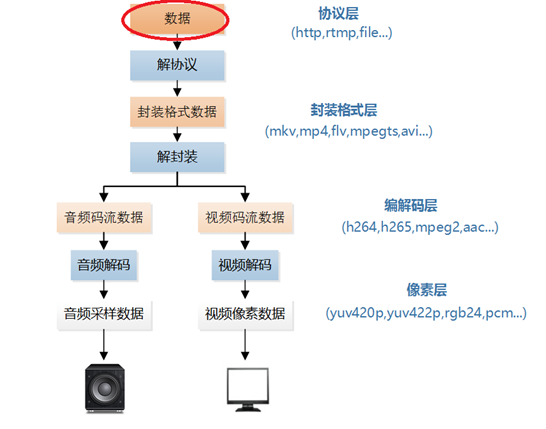 数据
协议层
(http,rtmp,file...)
解协议
封装格式数据
封装格式层
(mkv,mp4,flv,mpegts,avi...)
解封装
音频码流数据
视频码流数据
编解码层
(h264,h265,mpeg2,aac...)
音频解码
视频解码
音频采样数据
视频像素数据
像素层
(yuv420p,yuv422p,rgb24,pcm...)